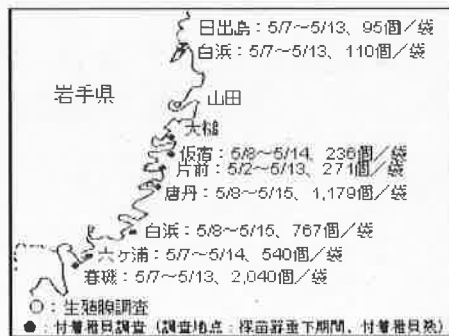 日出島：5/7～5/13、95個／袋
白浜：5/7～5/13、110個／袋
岩手県
山田
大槌
仮宿：5/8～5/14、236個／袋
片前：5/2～5/13、271個／袋
唐丹：5/8～5/15、1,179個／袋
白浜：5/8～5/15、767個／袋
六ケ浦：5/7～5/14、540個／袋
春磯：5/7～5/13、2,040個／袋
○：生殖腺調査
●：付着稚貝調査（調査地点：採苗器垂下期間、付着稚貝数）